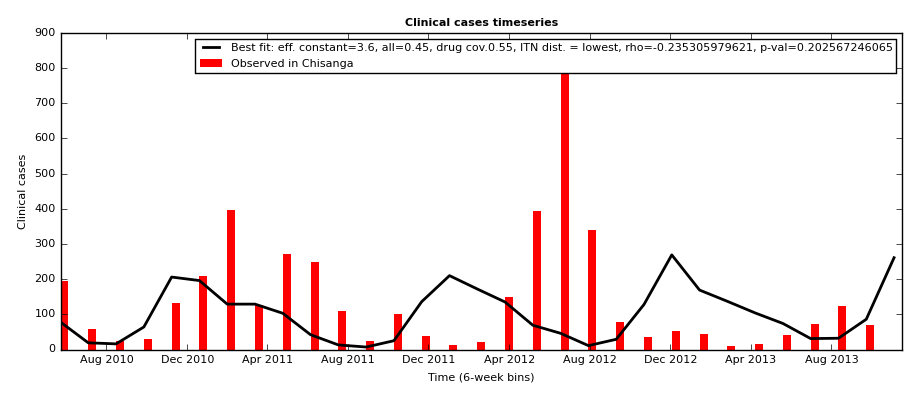 Clinical cases timeseries
Best fit: eff. constant=3.6, all=0.45, drug cov.0.55, ITN dist. = lowest, rho=-0.235305979621, p-val=0.202567246065
Observed in Chisanga
900
800
700
600
500
400
300
200
100
0
Clinical cases
Aug 2010 Dec 2010 Apr 2011 Aug 2011 Dec 2011 Apr 2012 Aug 2012 Dec 2012 Apr 2013 Aug 2013
Time (6-week bins)